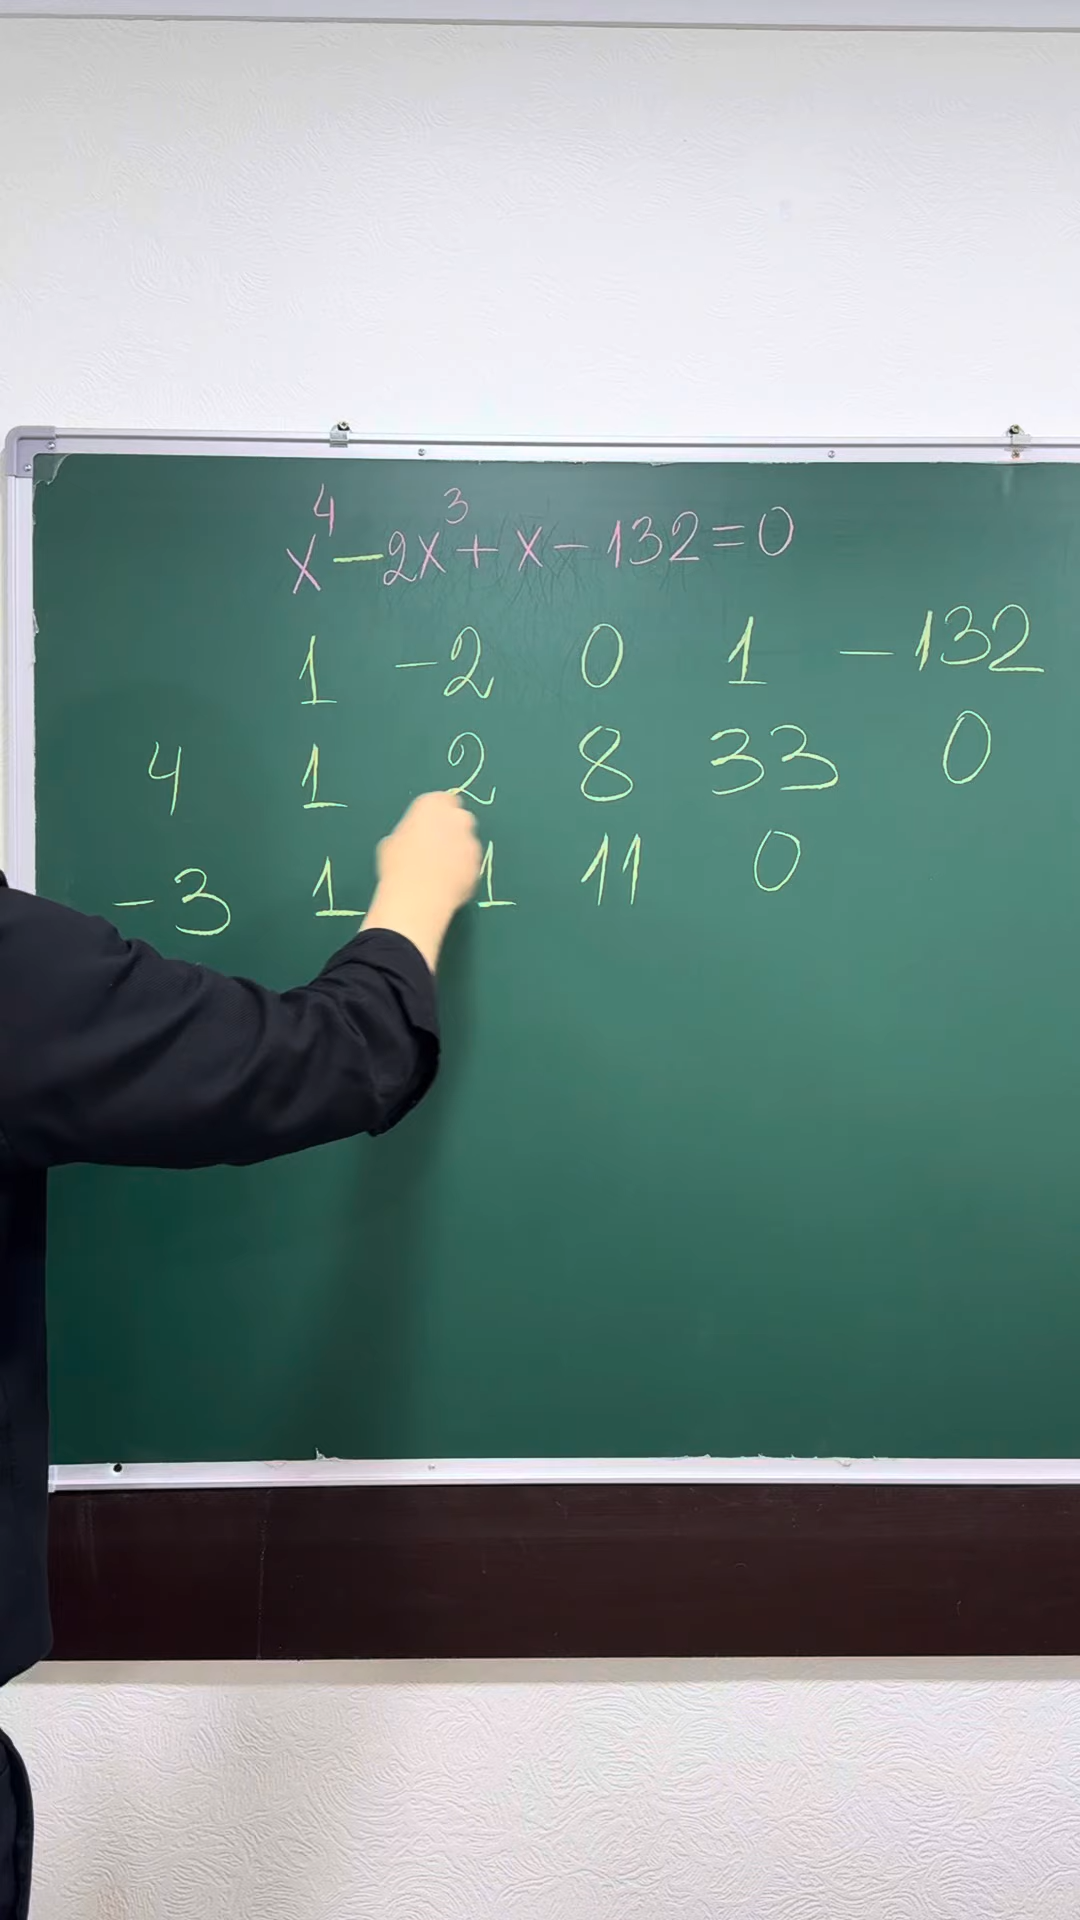 x⁴ − 2x³ + x − 132 = 0
1 −2 0 1 −132
4 1 2 8 33 0
−3 1 1 11 0